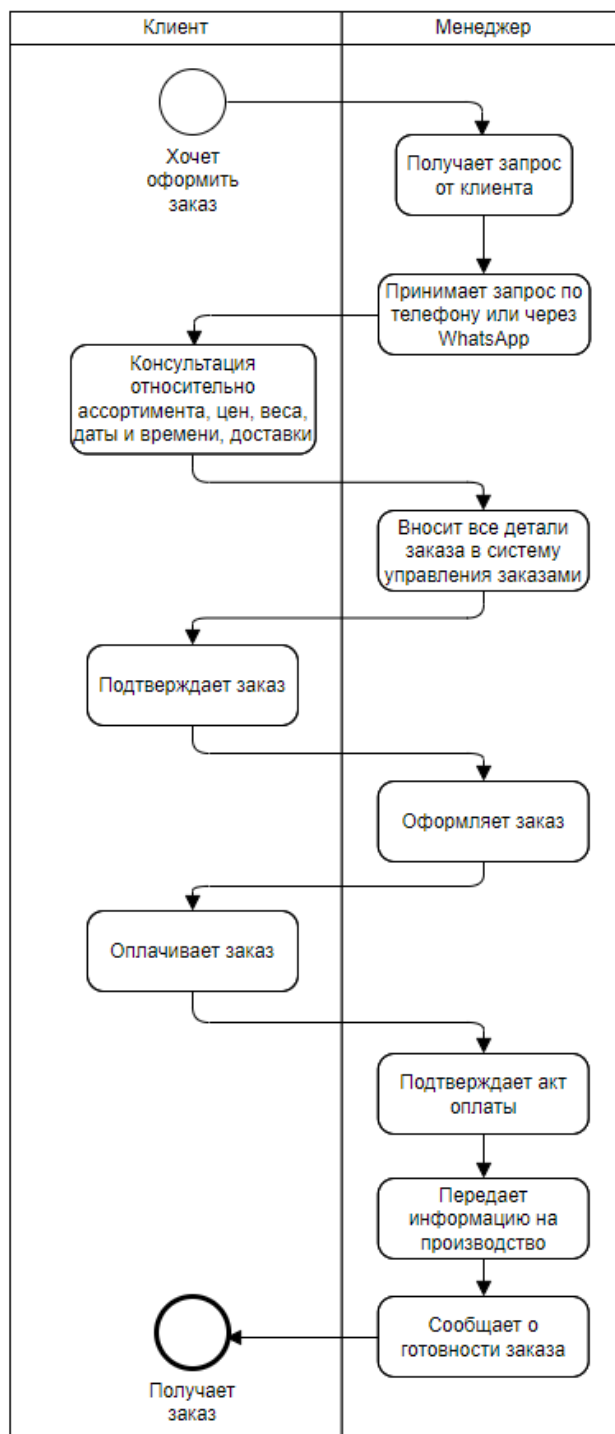 Клиент
Менеджер
Хочет
оформить
заказ
Получает запрос
от клиента
Принимает запрос по
телефону или через
WhatsApp
Консультация
относительно
ассортимента, цен, веса,
даты и времени, доставки
Вносит все детали
заказа в систему
управления заказами
Подтверждает заказ
Оформляет заказ
Оплачивает заказ
Подтверждает акт
оплаты
Передает
информацию на
производство
Сообщает о
готовности заказа
Получает
заказ